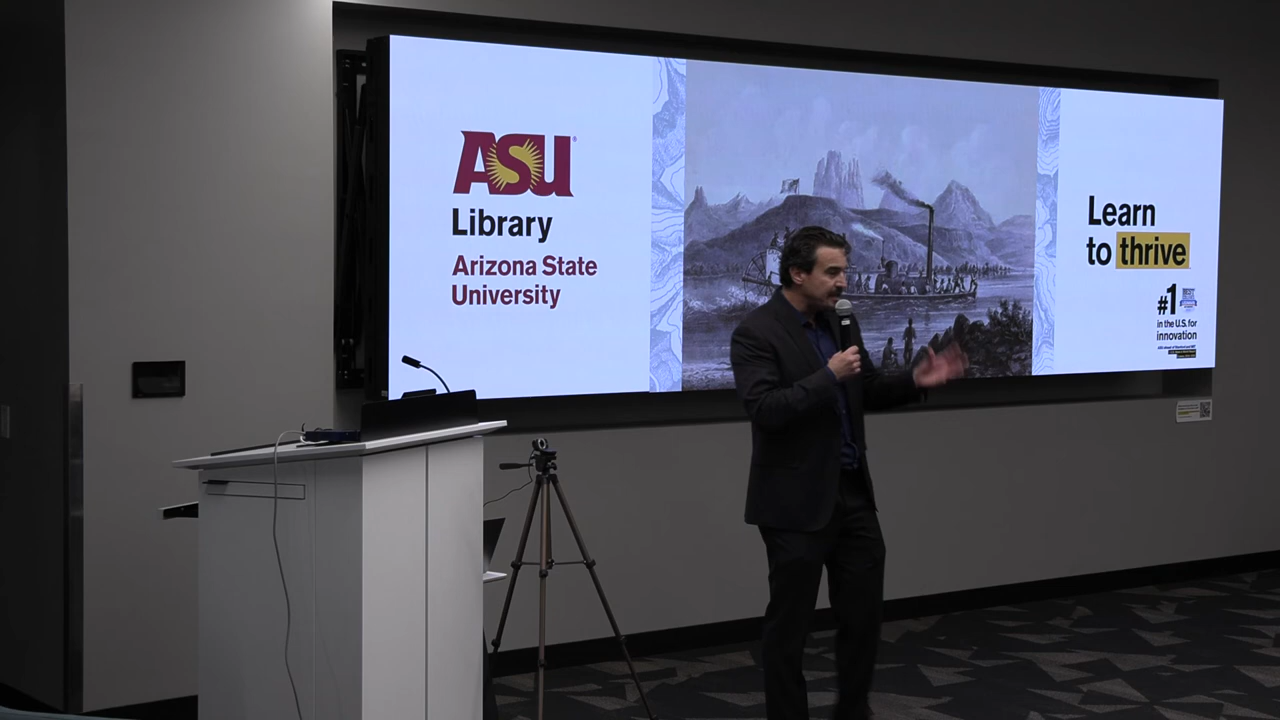 ASU
Library
Arizona State
University
Learn
to thrive
#1
in the U.S. for
innovation